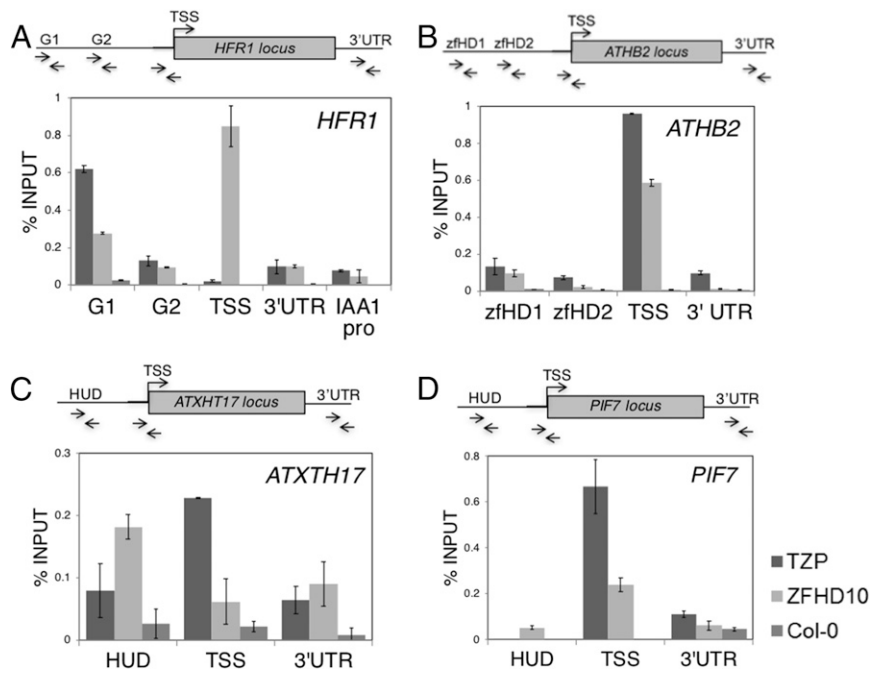 A
TSS
G1 G2
HFR1 locus
3'UTR
1
0.8
0.6
0.4
0.2
0
% INPUT
HFR1
G1 G2 TSS 3'UTR IAA1
pro
B
TSS
zfHD1 zfHD2
ATHB2 locus
3'UTR
1
0.8
0.6
0.4
0.2
0
% INPUT
ATHB2
zfHD1 zfHD2 TSS 3' UTR
C
TSS
HUD
ATXHT17 locus
3'UTR
0.3
0.2
0.1
0
% INPUT
ATXTH17
HUD TSS 3'UTR
D
TSS
HUD
PIF7 locus
3'UTR
0.8
0.6
0.4
0.2
0
% INPUT
PIF7
HUD TSS 3'UTR
TZP
ZFHD10
Col-0